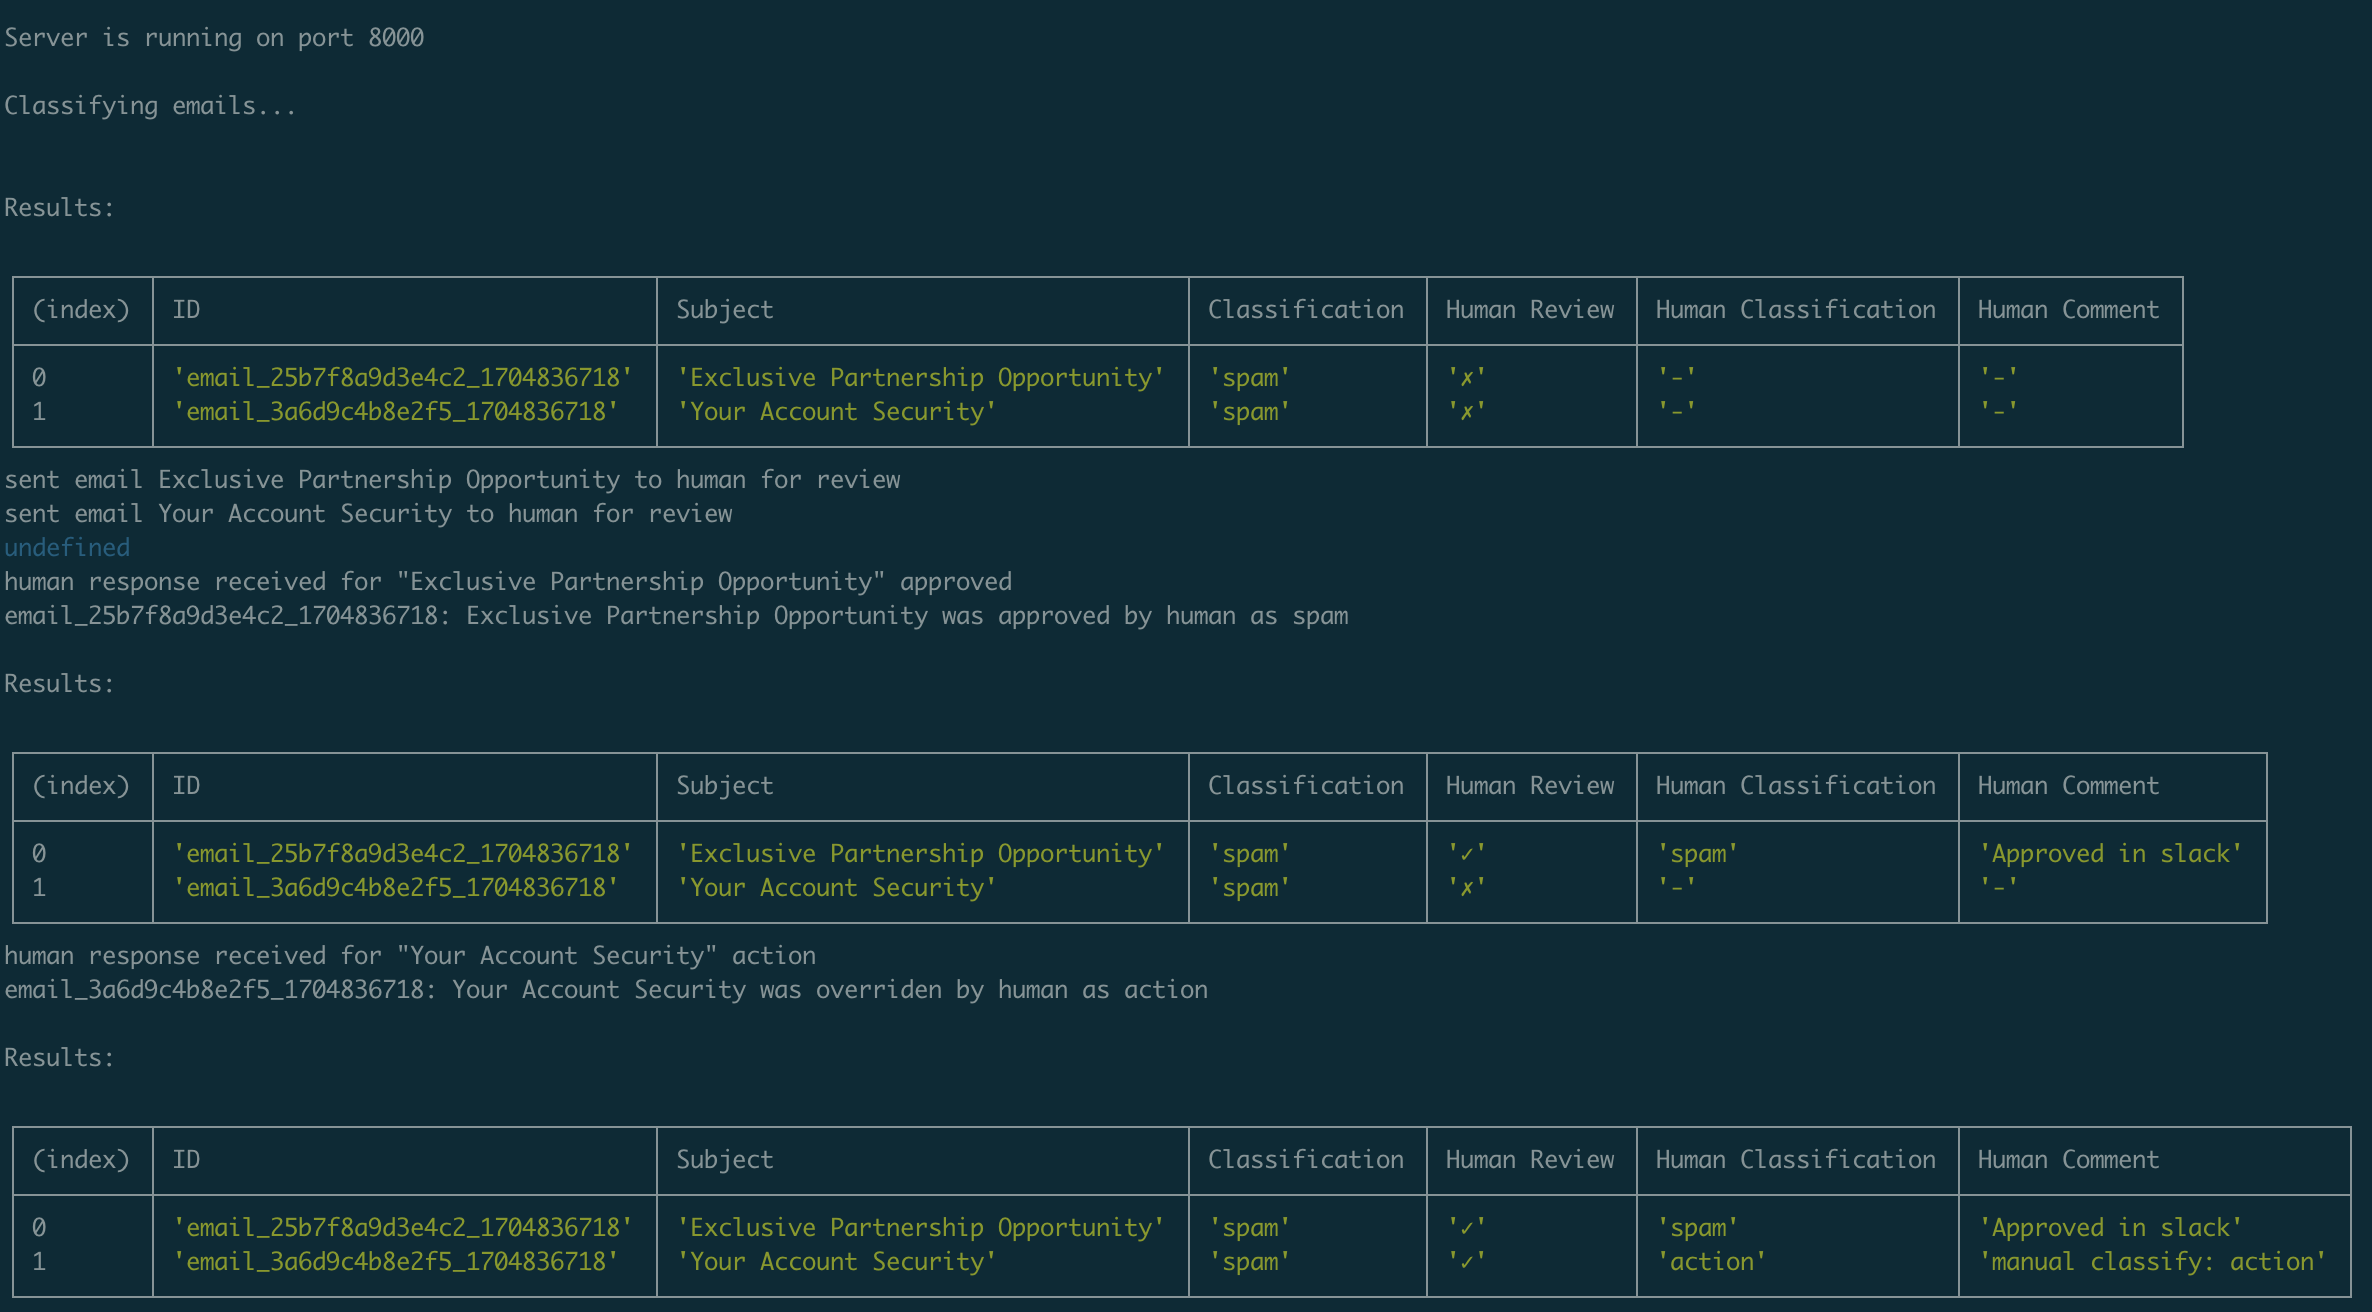 Server is running on port 8000
Classifying emails...
Results:
(index) ID Subject Classification Human Review Human Classification Human Comment
0 'email_25b7f8a9d3e4c2_1704836718' 'Exclusive Partnership Opportunity' 'spam' '✗' '-' '-'
1 'email_3a6d9c4b8e2f5_1704836718' 'Your Account Security' 'spam' '✗' '-' '-'
sent email Exclusive Partnership Opportunity to human for review
sent email Your Account Security to human for review
undefined
human response received for "Exclusive Partnership Opportunity" approved
email_25b7f8a9d3e4c2_1704836718: Exclusive Partnership Opportunity was approved by human as spam
Results:
(index) ID Subject Classification Human Review Human Classification Human Comment
0 'email_25b7f8a9d3e4c2_1704836718' 'Exclusive Partnership Opportunity' 'spam' '✓' 'spam' 'Approved in slack'
1 'email_3a6d9c4b8e2f5_1704836718' 'Your Account Security' 'spam' '✗' '-' '-'
human response received for "Your Account Security" action
email_3a6d9c4b8e2f5_1704836718: Your Account Security was overriden by human as action
Results:
(index) ID Subject Classification Human Review Human Classification Human Comment
0 'email_25b7f8a9d3e4c2_1704836718' 'Exclusive Partnership Opportunity' 'spam' '✓' 'spam' 'Approved in slack'
1 'email_3a6d9c4b8e2f5_1704836718' 'Your Account Security' 'spam' '✓' 'action' 'manual classify: action'